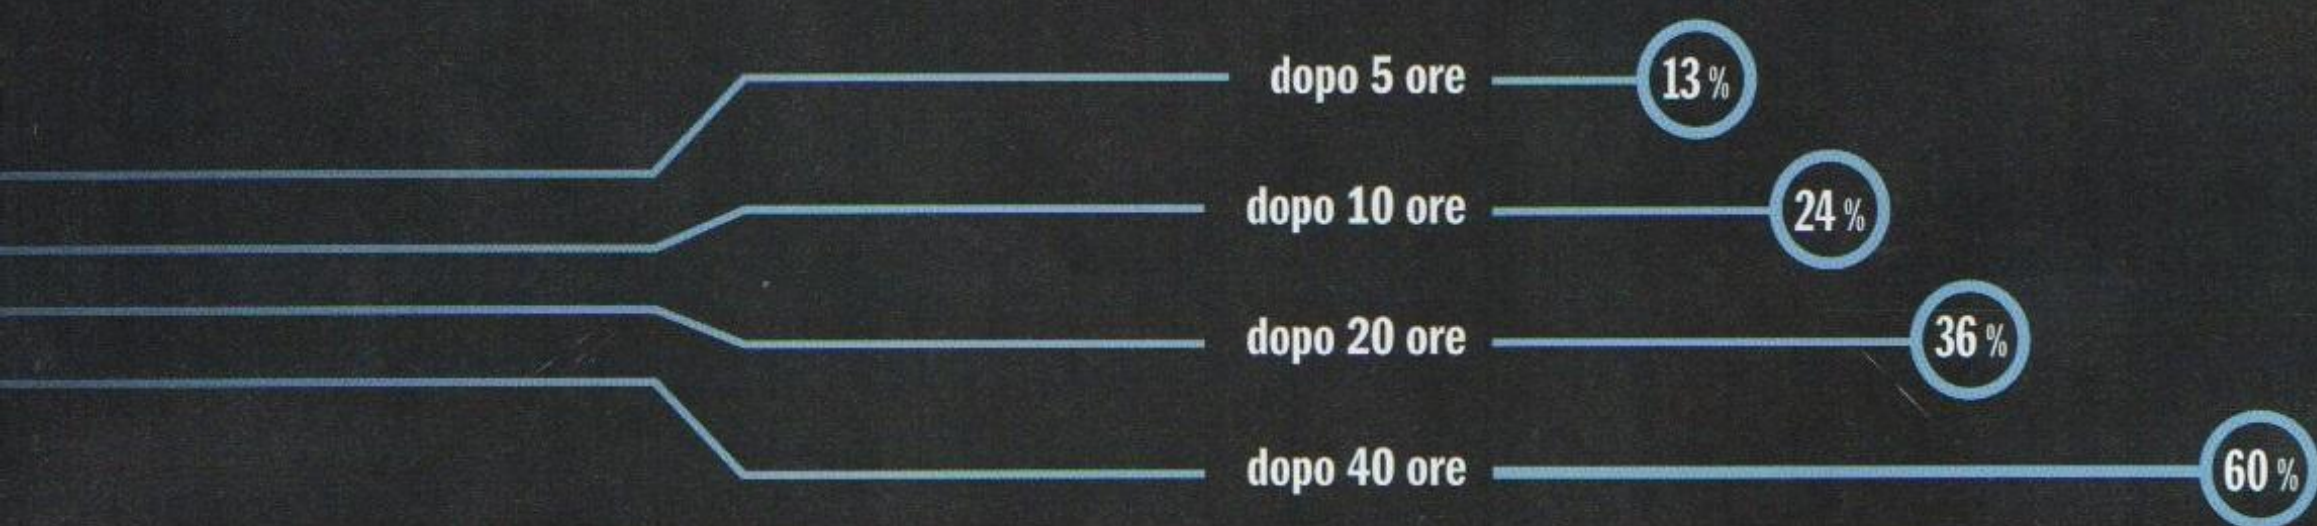 dopo 5 ore 13 %
dopo 10 ore 24 %
dopo 20 ore 36 %
dopo 40 ore 60 %